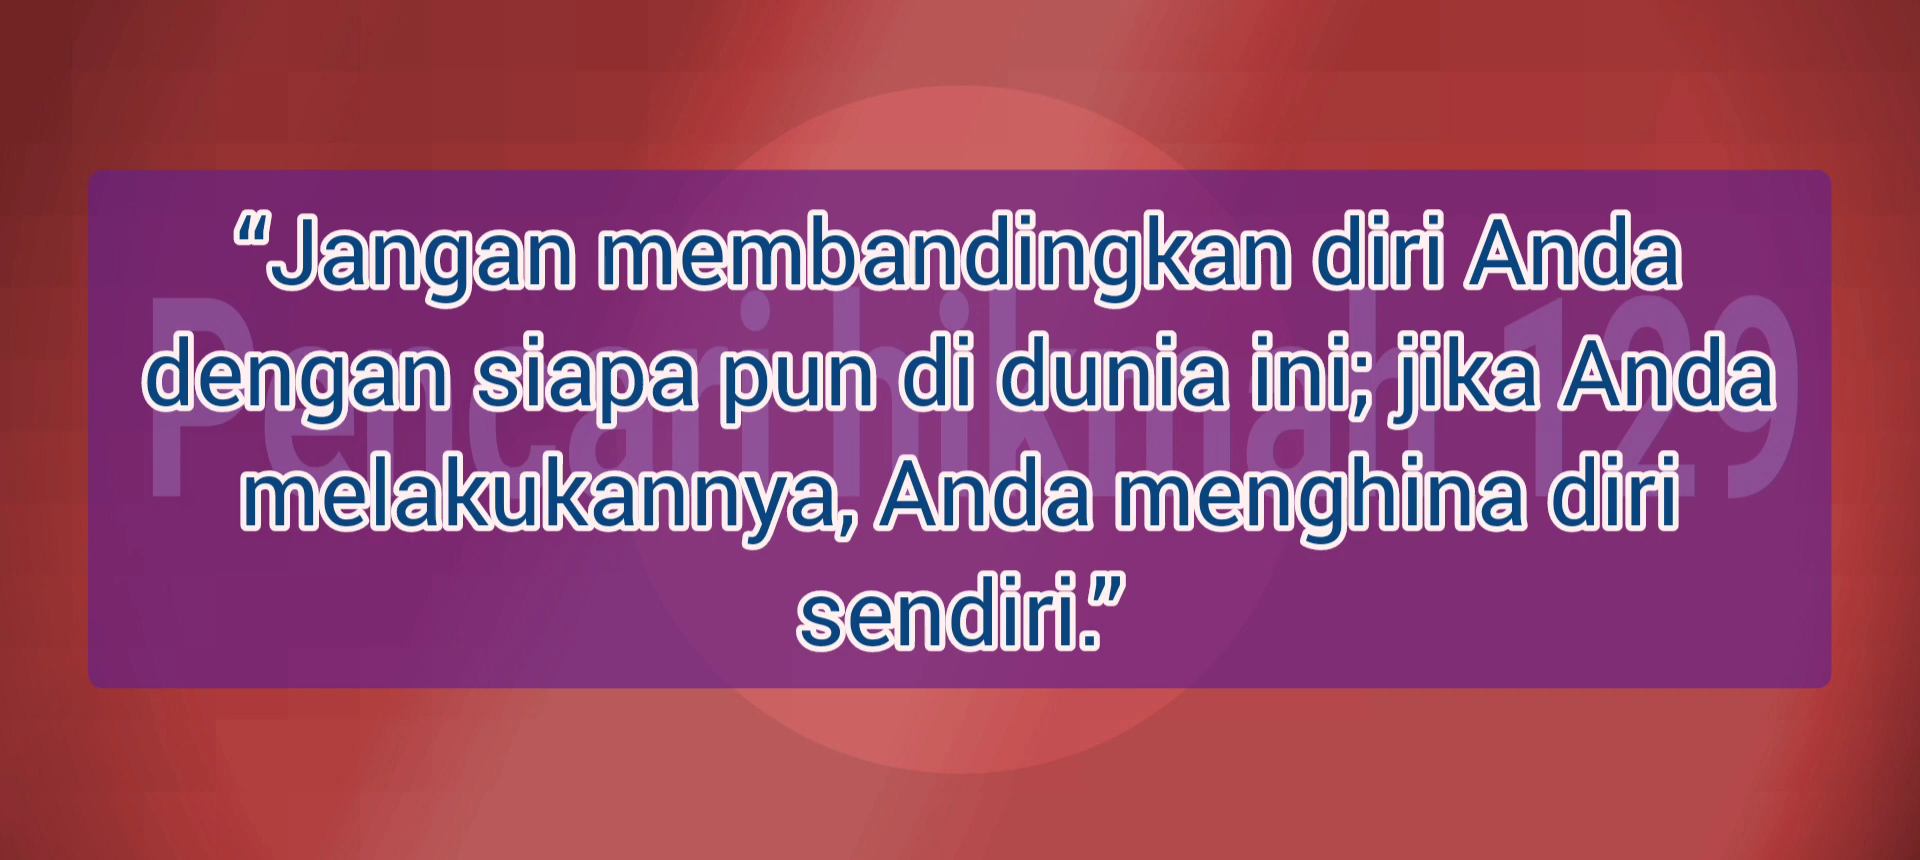 “Jangan membandingkan diri Anda
dengan siapa pun di dunia ini; jika Anda
melakukannya, Anda menghina diri
sendiri.”
Pencari hikmah 129